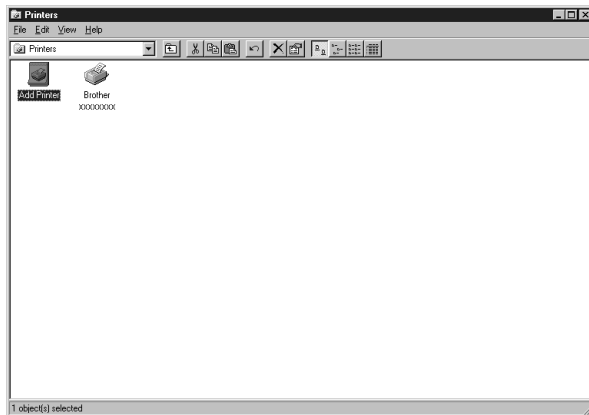 Printers
File Edit View Help
Printers
Add Printer
Brother
XXXXXXXX
1 object(s) selected